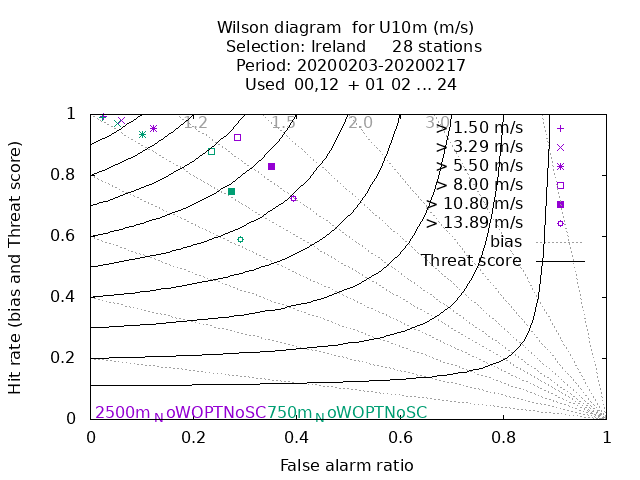 Wilson diagram  for U10m (m/s)
Selection: Ireland     28 stations
Period: 20200203-20200217
Used  00,12  + 01 02 ... 24
Hit rate (bias and Threat score)
1
0.8
0.6
0.4
0.2
0
1.2
1.5
2.0
3.0
> 1.50 m/s
> 3.29 m/s
> 5.50 m/s
> 8.00 m/s
> 10.80 m/s
> 13.89 m/s
bias
Threat score
2500m NoWOPTNoSC750m NoWOPTNoSC
0 0.2 0.4 0.6 0.8 1
False alarm ratio